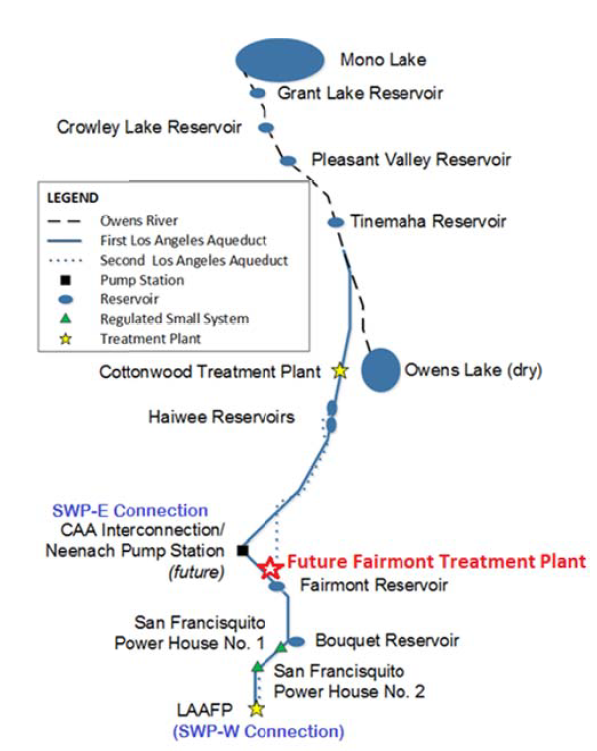 Mono Lake
Grant Lake Reservoir
Crowley Lake Reservoir
Pleasant Valley Reservoir
LEGEND
Owens River
First Los Angeles Aqueduct
Second Los Angeles Aqueduct
Pump Station
Reservoir
Regulated Small System
Treatment Plant
Tinemaha Reservoir
Cottonwood Treatment Plant
Owens Lake (dry)
Haiwee Reservoirs
SWP-E Connection
CAA Interconnection/
Neenach Pump Station
(future)
Future Fairmont Treatment Plant
Fairmont Reservoir
San Francisquito
Power House No. 1
Bouquet Reservoir
San Francisquito
Power House No. 2
LAAFP
(SWP-W Connection)